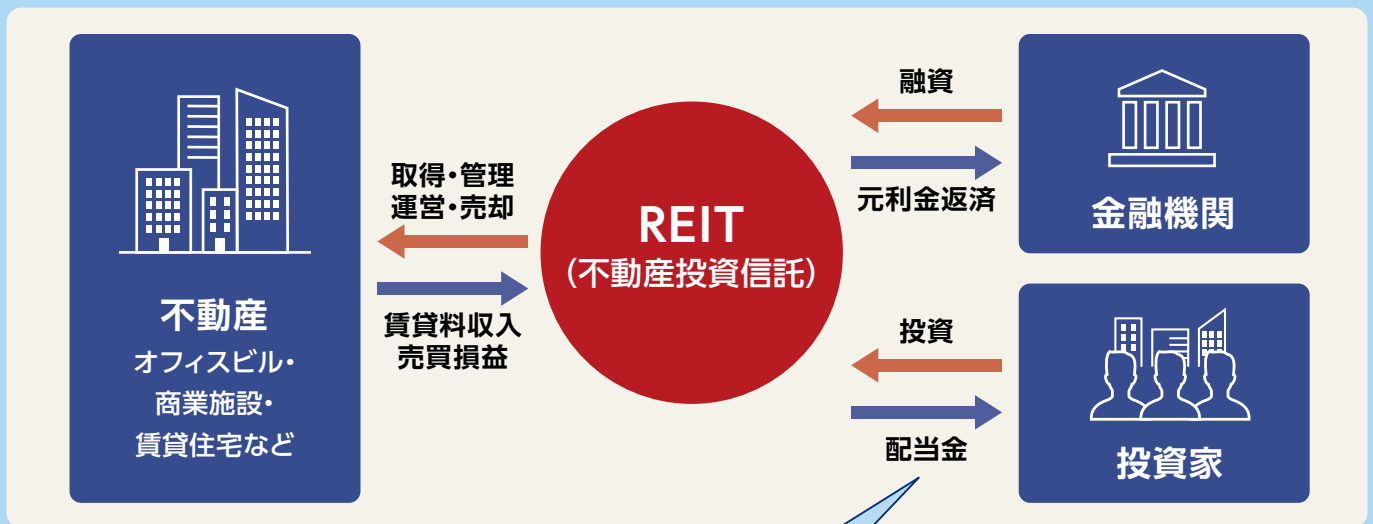 不動産
オフィスビル・
商業施設・
賃貸住宅など
取得・管理
運営・売却
賃貸料収入
売買損益
REIT
（不動産投資信託）
融資
元利金返済
金融機関
投資
配当金
投資家